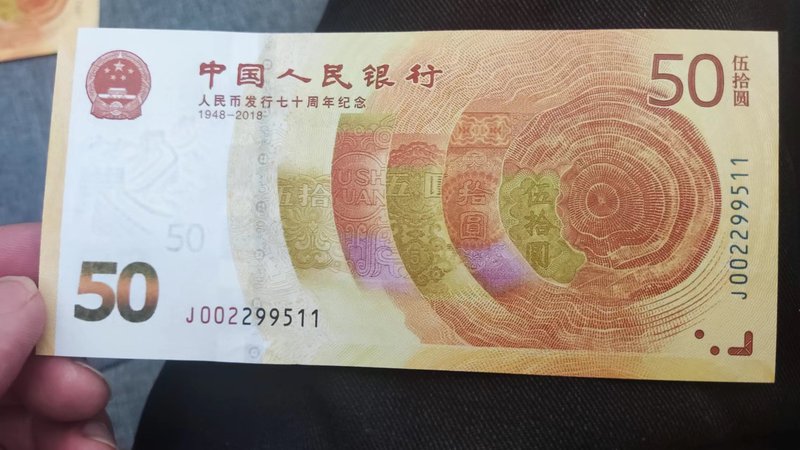 中国人民银行
人民币发行七十周年纪念
1948-2018
50
伍拾圆
伍拾
USH
UAN
五圆
拾圆
伍拾圆
50
50
J002299511
J002299511